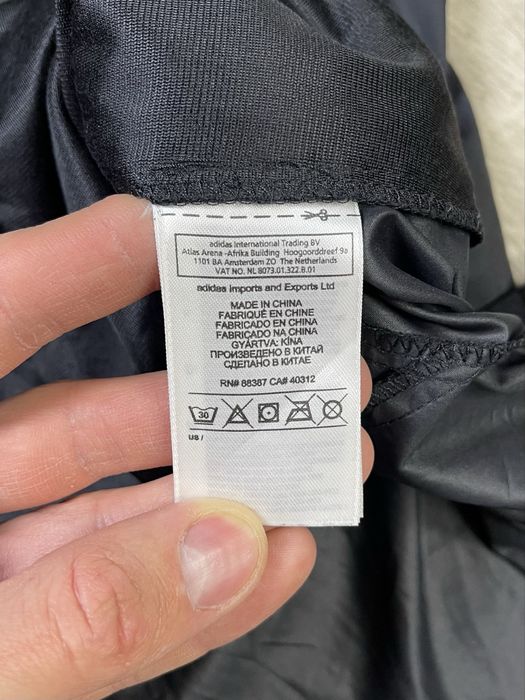 adidas International Trading BV
Atlas Arena -Afrika Building Hoogoorddreef 9a
1101 BA Amsterdam ZO The Netherlands
VAT NO. NL 8073.01.322.B.01
adidas Imports and Exports Ltd
MADE IN CHINA
FABRIQUÉ EN CHINE
FABRICADO EN CHINA
FABRICADO NA CHINA
GYÁRTVA: KÍNA
ПРОИЗВЕДЕНО В КИТАЙ
СДЕЛАНО В КИТАЕ
RN# 88387 CA# 40312
30
US /